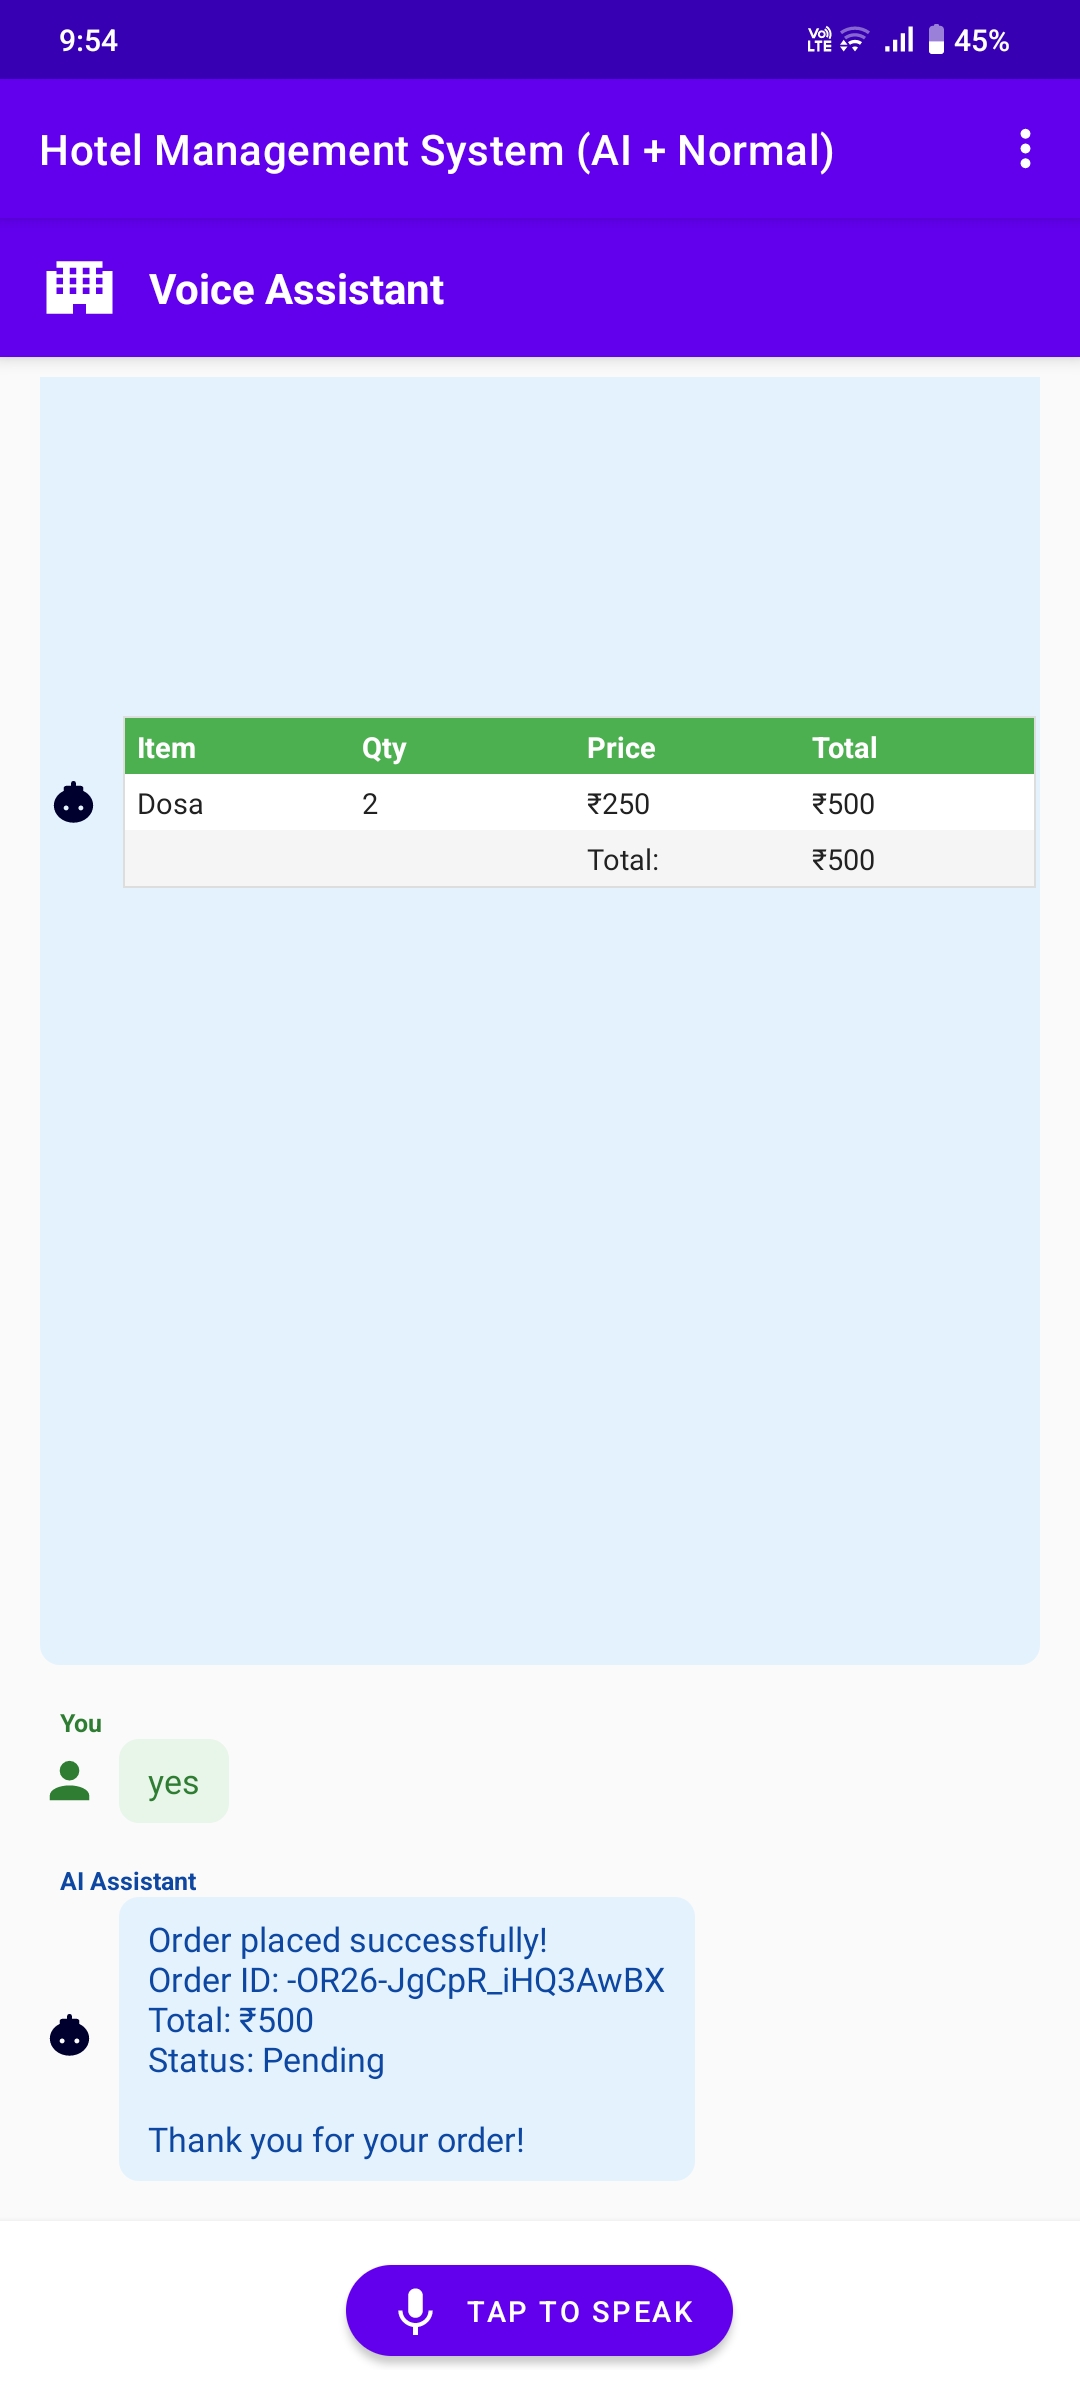 9:54
Vo) LTE
45%
Hotel Management System (AI + Normal)
Voice Assistant
Item Qty Price Total
Dosa 2 ₹250 ₹500
Total: ₹500
You
yes
AI Assistant
Order placed successfully!
Order ID: -OR26-JgCpR_iHQ3AwBX
Total: ₹500
Status: Pending
Thank you for your order!
TAP TO SPEAK